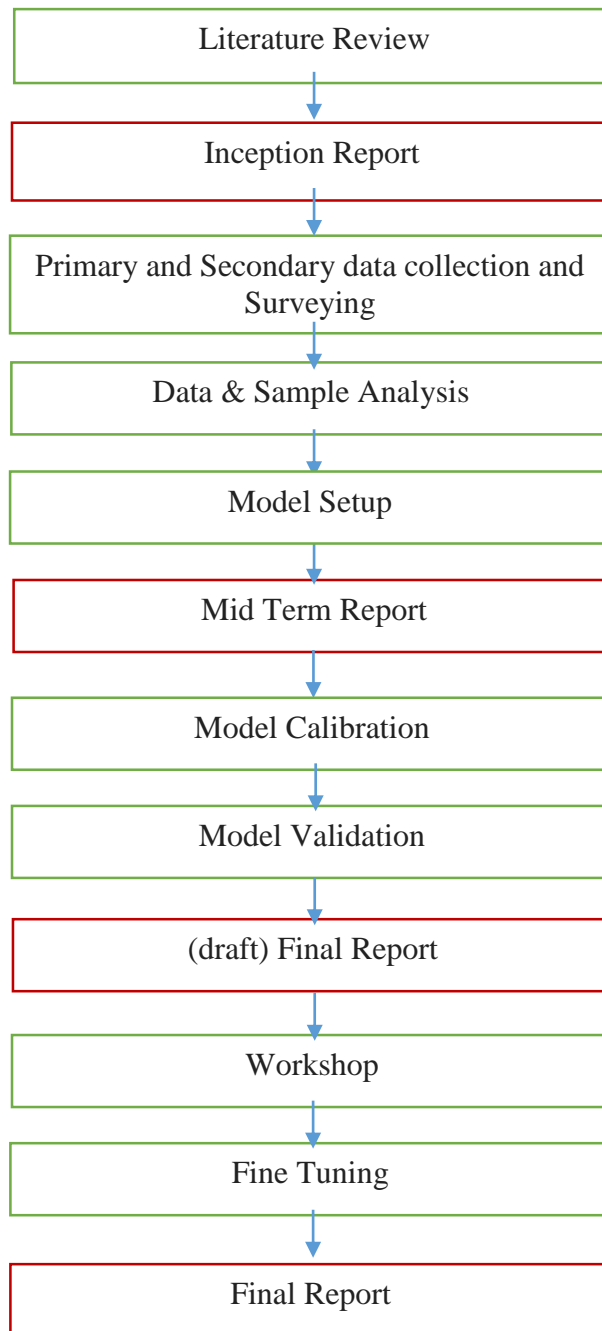 Literature Review
Inception Report
Primary and Secondary data collection and
Surveying
Data & Sample Analysis
Model Setup
Mid Term Report
Model Calibration
Model Validation
(draft) Final Report
Workshop
Fine Tuning
Final Report